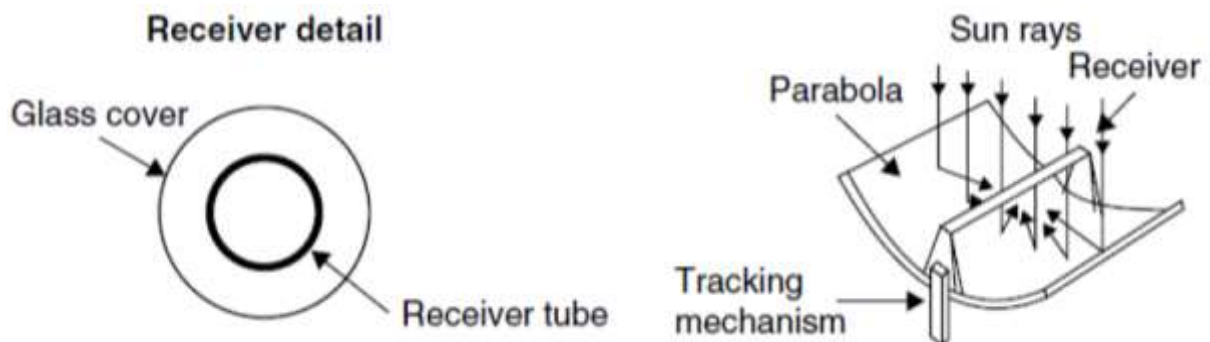 Receiver detail
Glass cover
Receiver tube
Sun rays
Receiver
Parabola
Tracking
mechanism